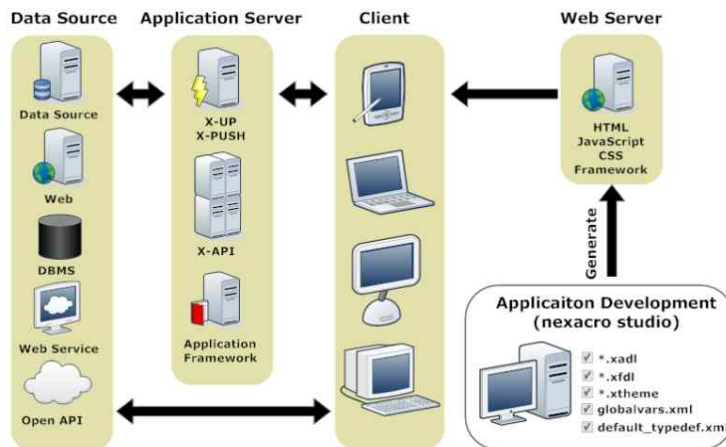 Data Source
Application Server
Client
Web Server
Data Source
Web
DBMS
Web Service
Open API
X-UP
X-PUSH
X-API
Application
Framework
HTML
JavaScript
CSS
Framework
Generate
Applicaiton Development
(nexacro studio)
*.xadl
*.xfdl
*.xtheme
globalvars.xml
default_typedef.xm